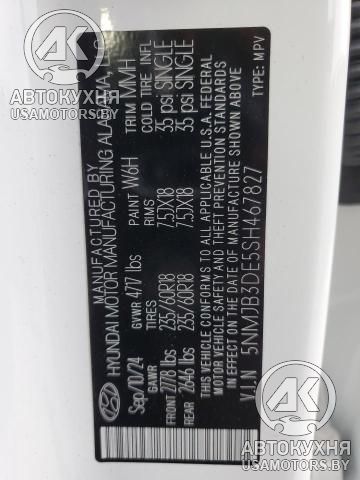 MANUFACTURED BY
HYUNDAI MOTOR MANUFACTURING ALABAMA
Sep/10/24 GVWR 4717 lbs PAINT W6H TRIM MMH
GAWR TIRES RIMS COLD TIRE INFL
FRONT 2778 lbs 235/60R18 7.5JX18 35 psi SINGLE
REAR 2646 lbs 235/60R18 7.5JX18 35 psi SINGLE
THIS VEHICLE CONFORMS TO ALL APPLICABLE U.S.A. FEDERAL
MOTOR VEHICLE SAFETY AND THEFT PREVENTION STANDARDS
IN EFFECT ON THE DATE OF MANUFACTURE SHOWN ABOVE.
V.I.N 5NMJB3DE5SH467827 TYPE: MPV
АВТОКУХНЯ
USAMOTORS.BY
АВТОКУХНЯ
USAMOTORS.BY